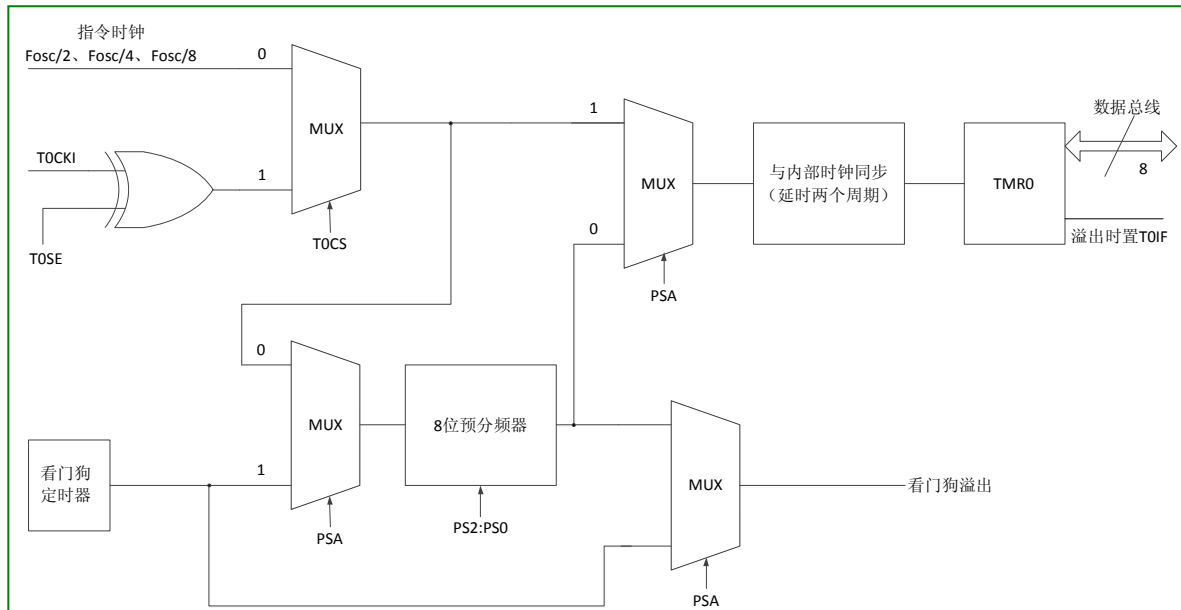 指令时钟
Fosc/2、Fosc/4、Fosc/8
0
MUX
T0CKI
1
T0SE
T0CS
1
MUX
0
PSA
与内部时钟同步
（延时两个周期）
TMR0
数据总线
8
溢出时置T0IF
0
MUX
1
PSA
看门狗
定时器
8位预分频器
PS2:PS0
MUX
PSA
看门狗溢出